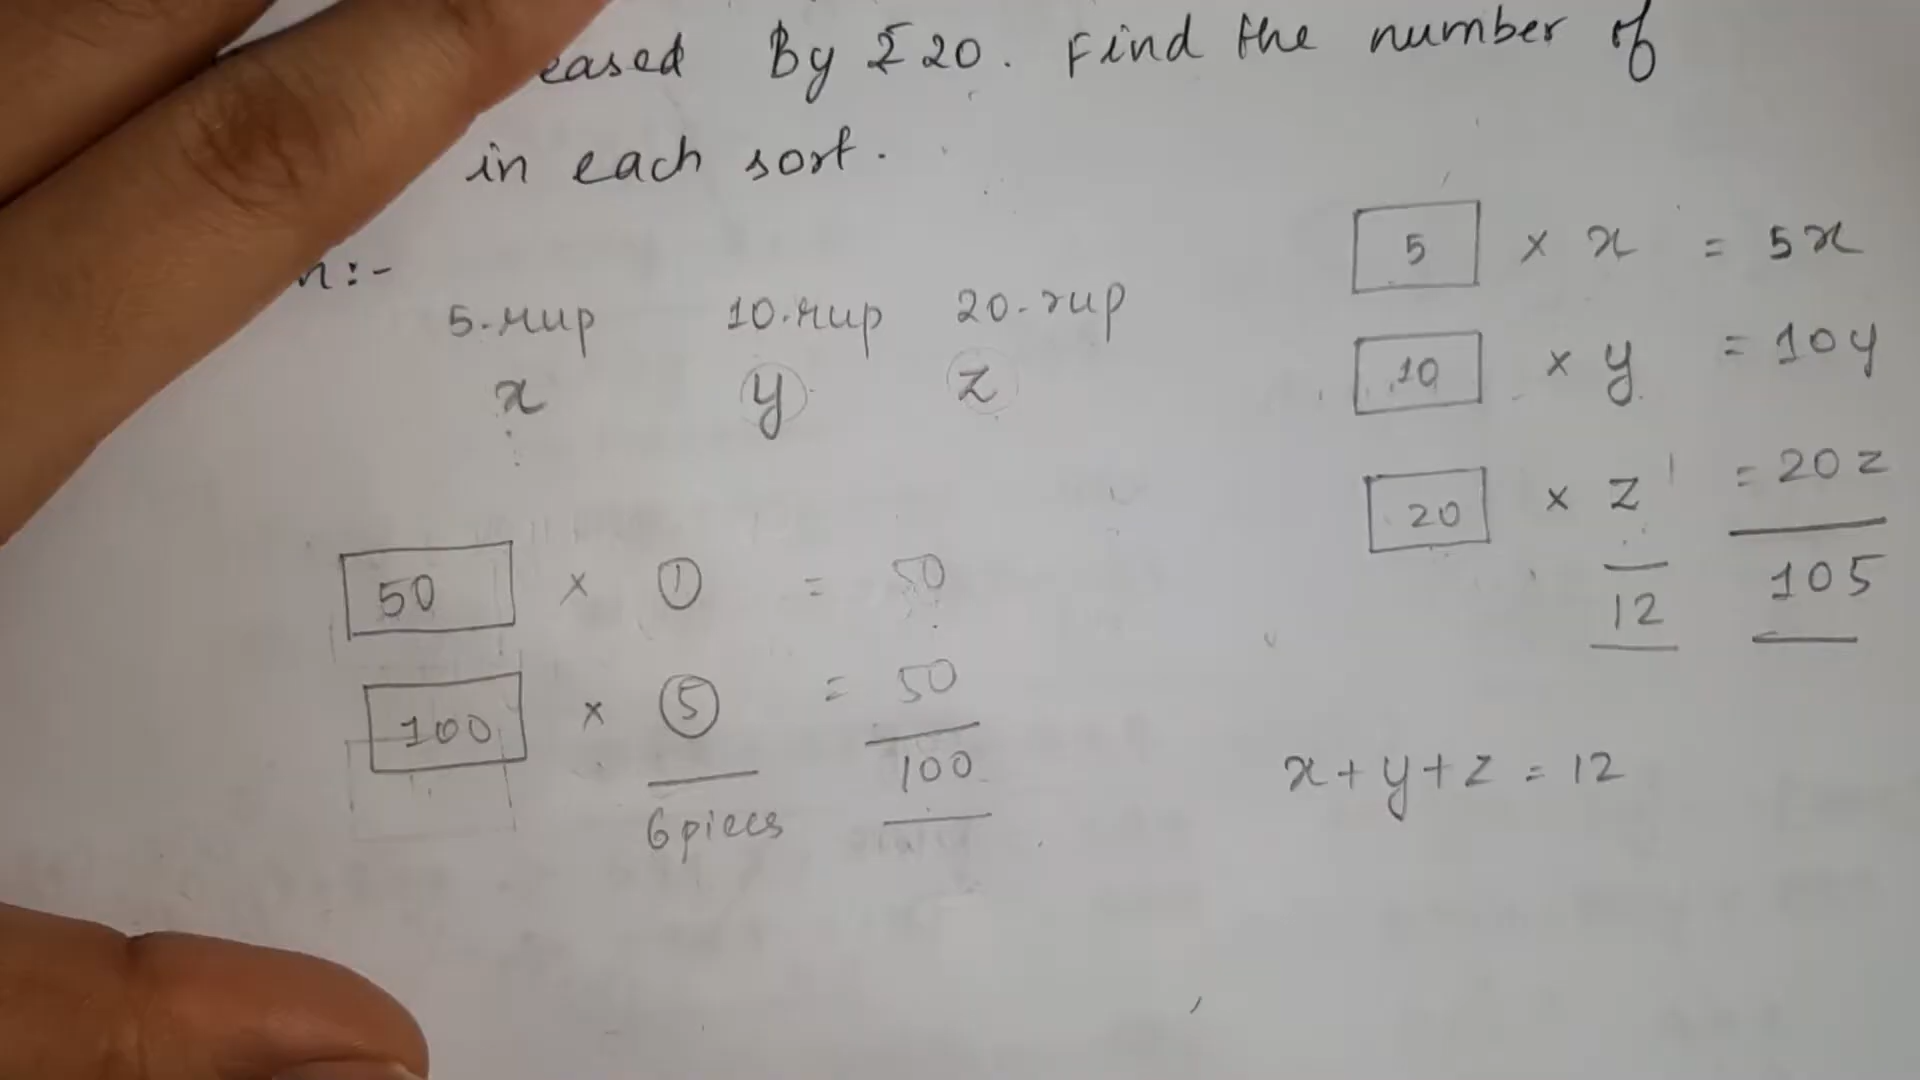 eased By ₹20. Find the number of
in each sort.
n:-
5-rup 10.rup 20-rup
x y z
50 × 1 = 50
100 × 5 = 50
6 piecs 100
5 × x = 5x
10 × y = 10y
20 × z = 20z
12 105
x+y+z = 12